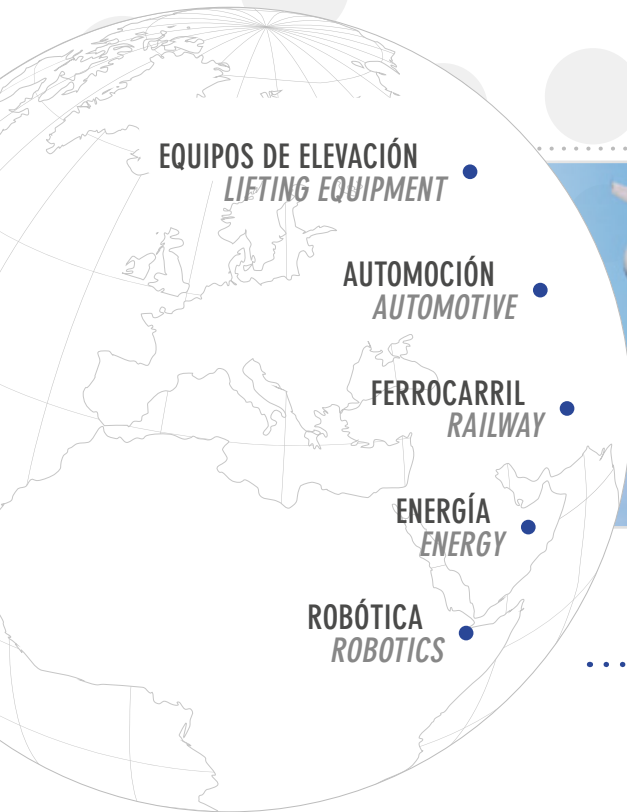 EQUIPOS DE ELEVACIÓN
LIFTING EQUIPMENT
AUTOMOCIÓN
AUTOMOTIVE
FERROCARRIL
RAILWAY
ENERGÍA
ENERGY
ROBÓTICA
ROBOTICS